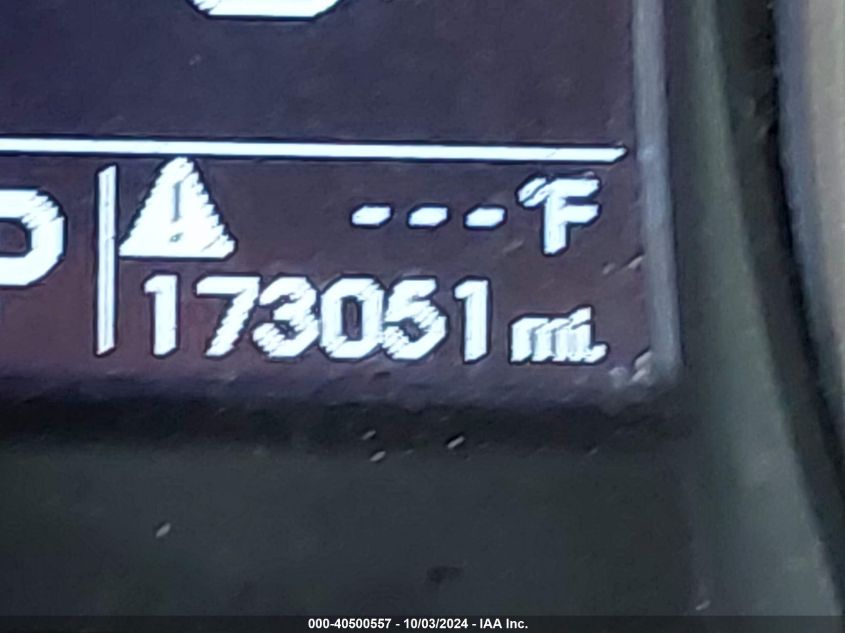 P ! ---°F
173051 mi.
000-40500557 - 10/03/2024 - IAA Inc.